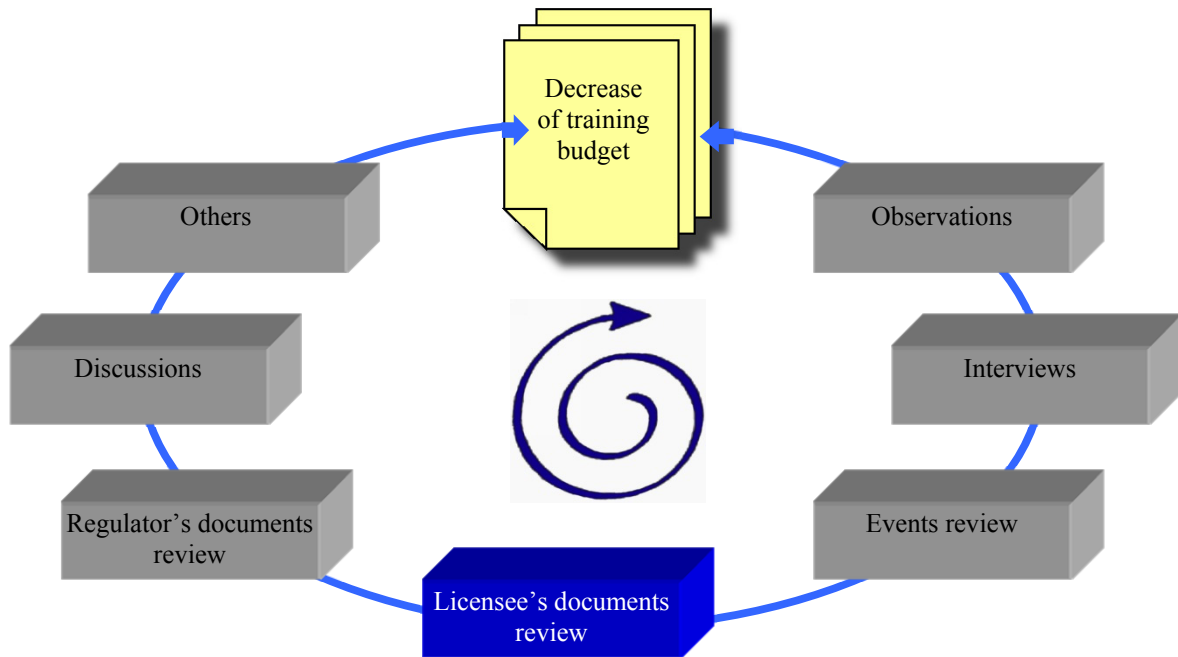 Decrease
of training
budget
Others
Observations
Discussions
Interviews
Regulator’s documents
review
Events review
Licensee’s documents
review